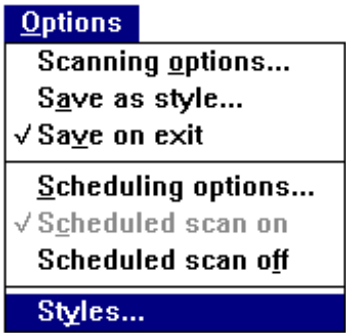 Options
Scanning options...
Save as style...
√ Save on exit
Scheduling options...
√ Scheduled scan on
Scheduled scan off
Styles...